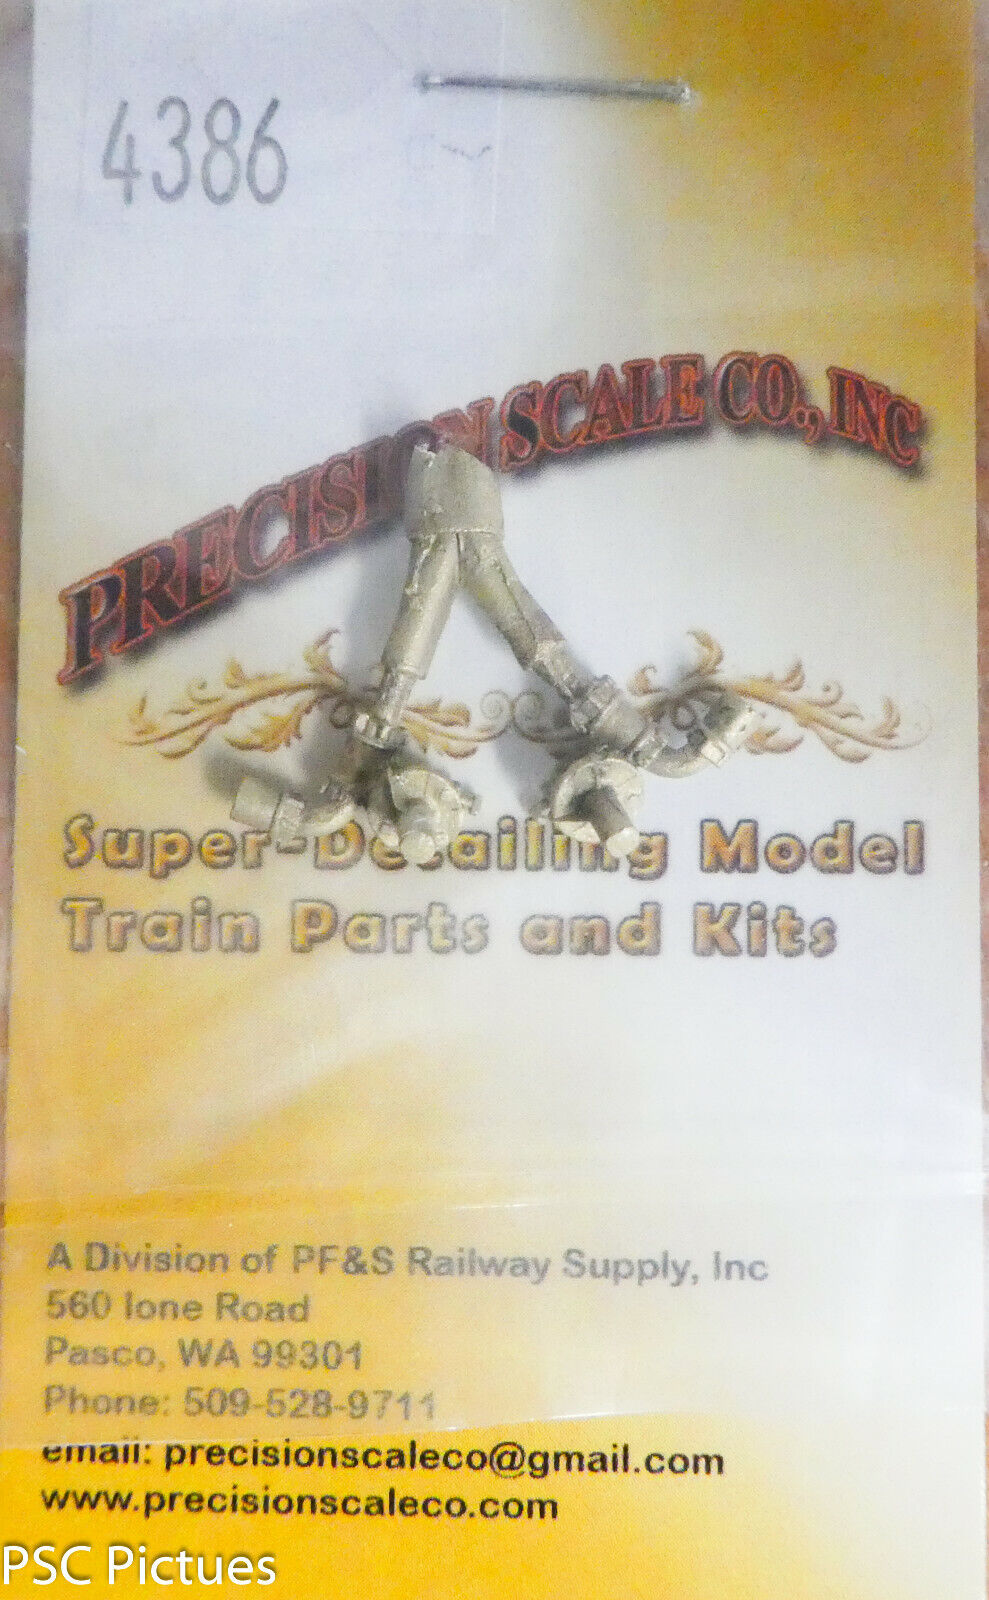 4386
PRECISION SCALE CO., INC
Super-Detailing Model
Train Parts and Kits
A Division of PF&S Railway Supply, Inc
560 Ione Road
Pasco, WA 99301
Phone: 509-528-9711
email: precisionscaleco@gmail.com
www.precisionscaleco.com
PSC Pictues